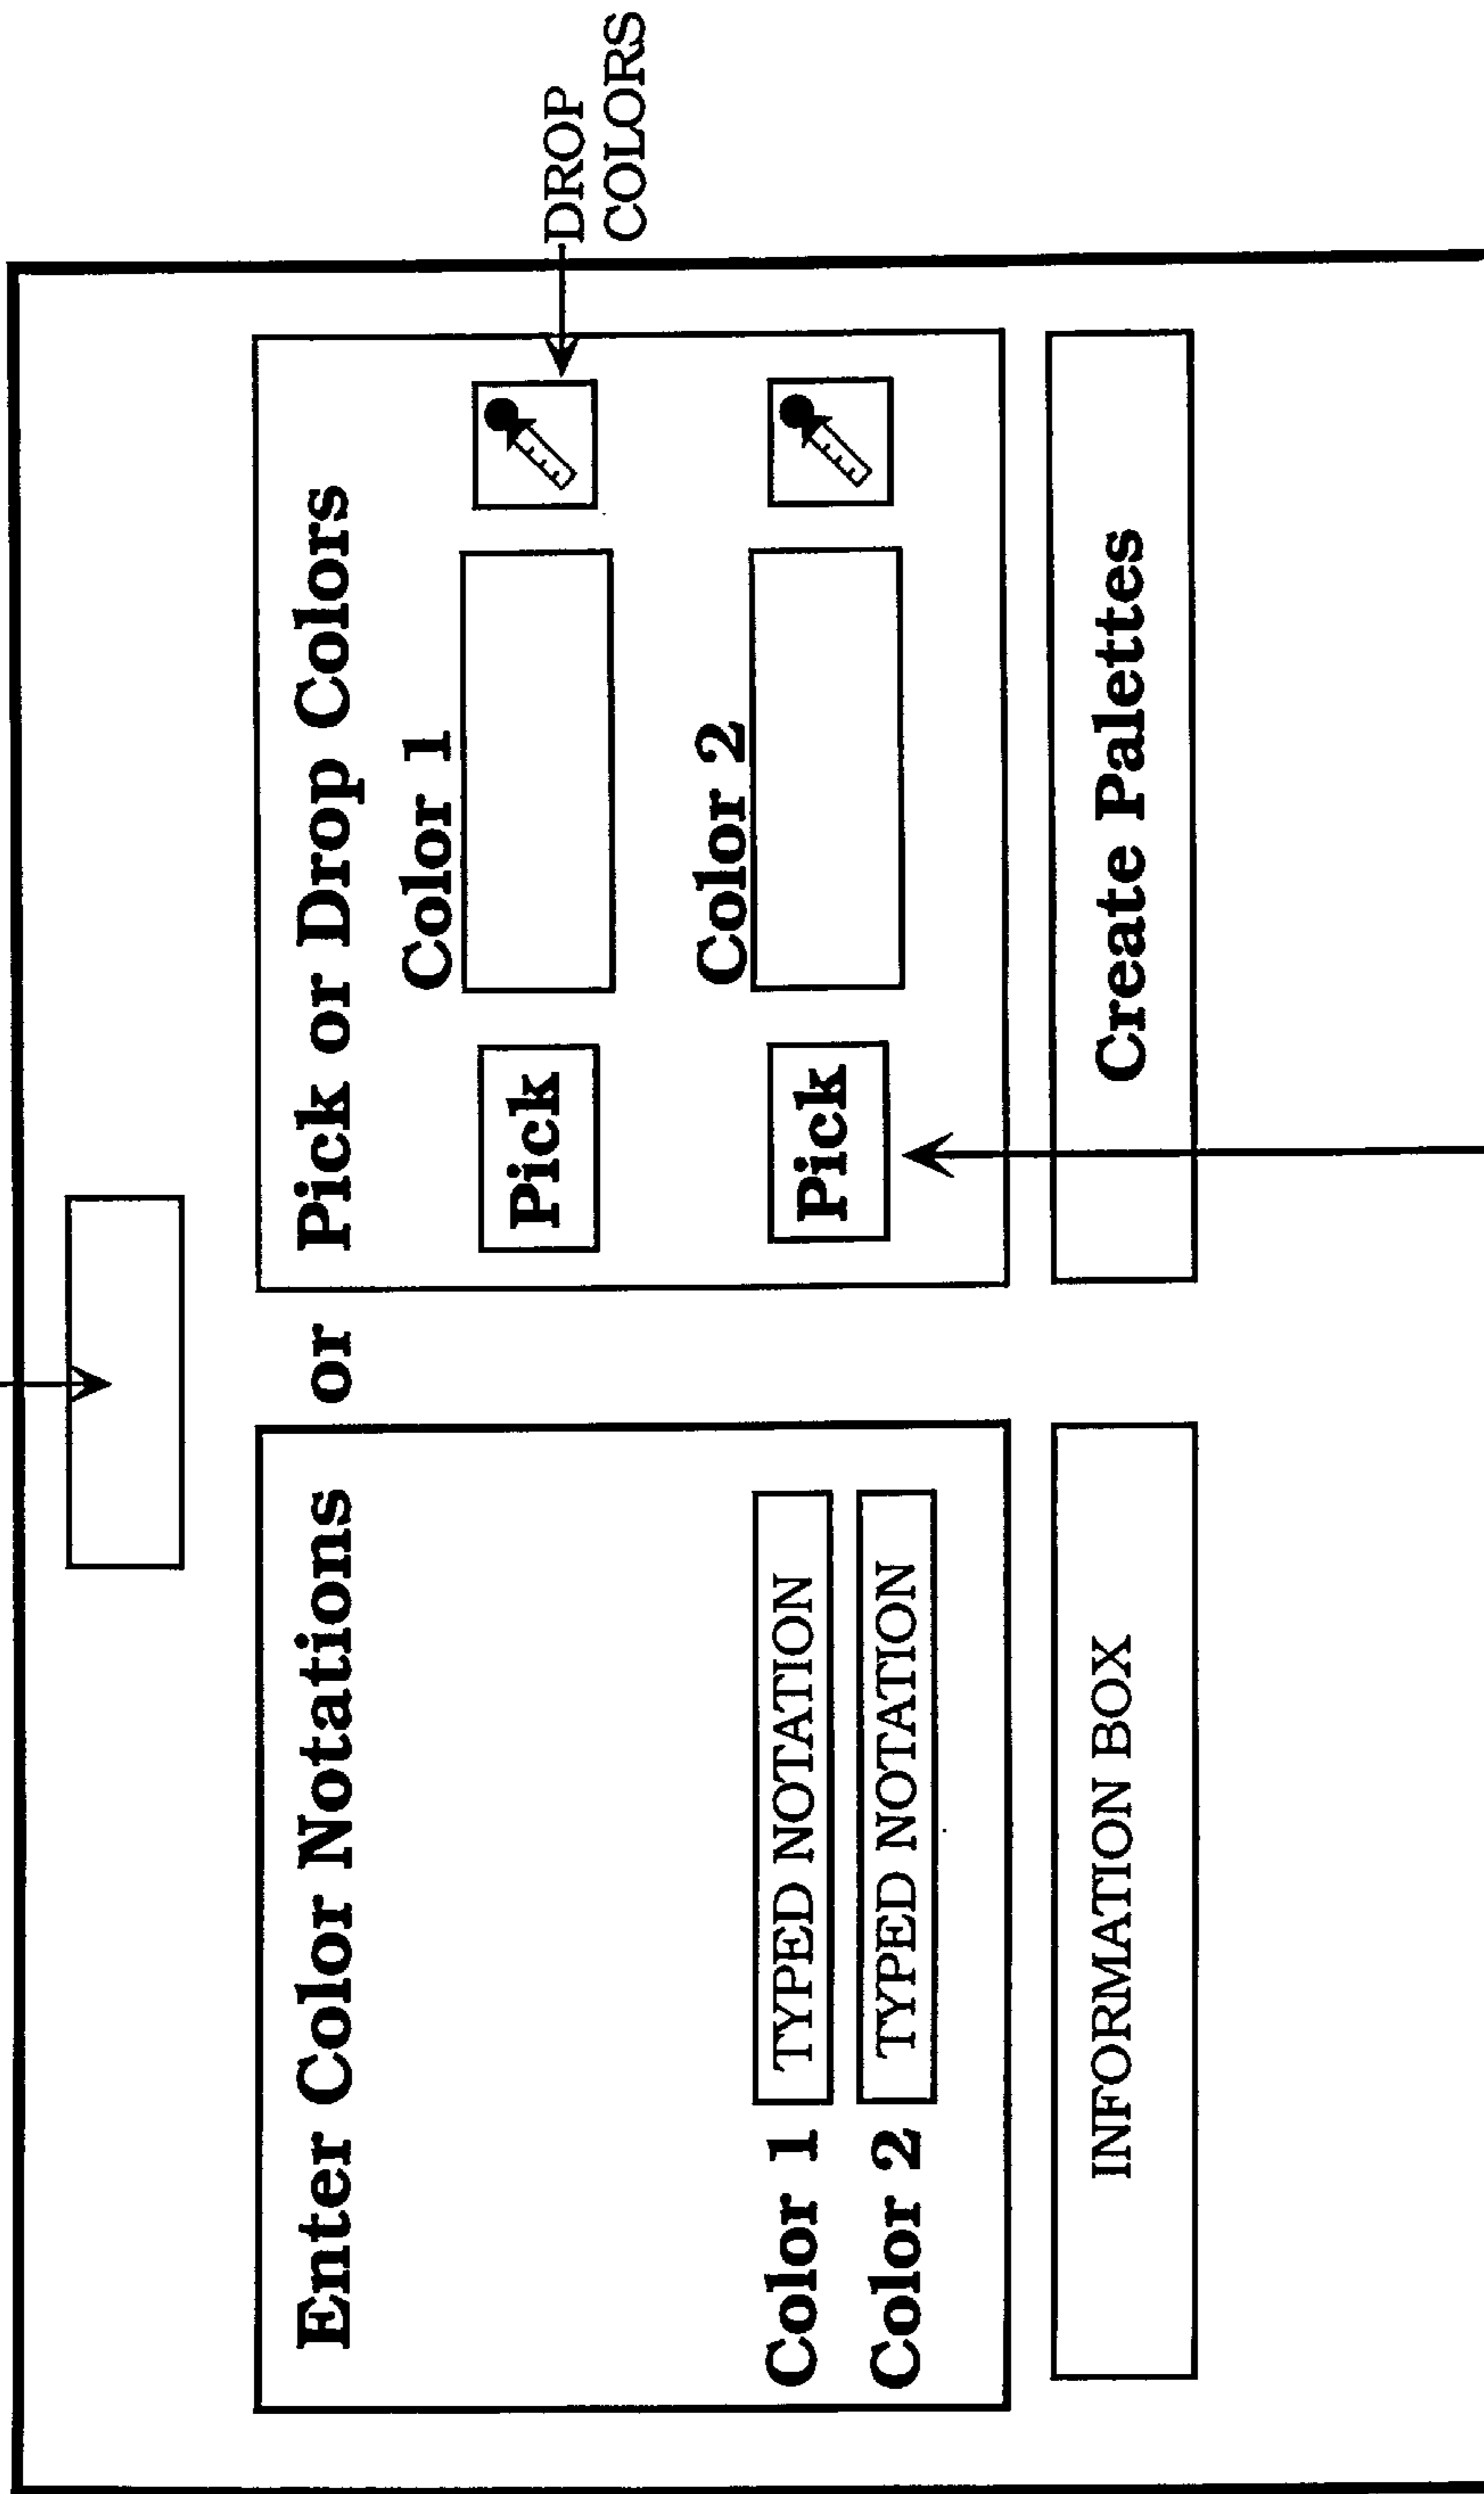 Enter Color Notations
or
Pick or Drop Colors
Color 1
Pick
DROP
COLORS
Color 2
Pick
Color 1 TYPED NOTATION
Color 2 TYPED NOTATION
INFORMATION BOX
Create Palettes